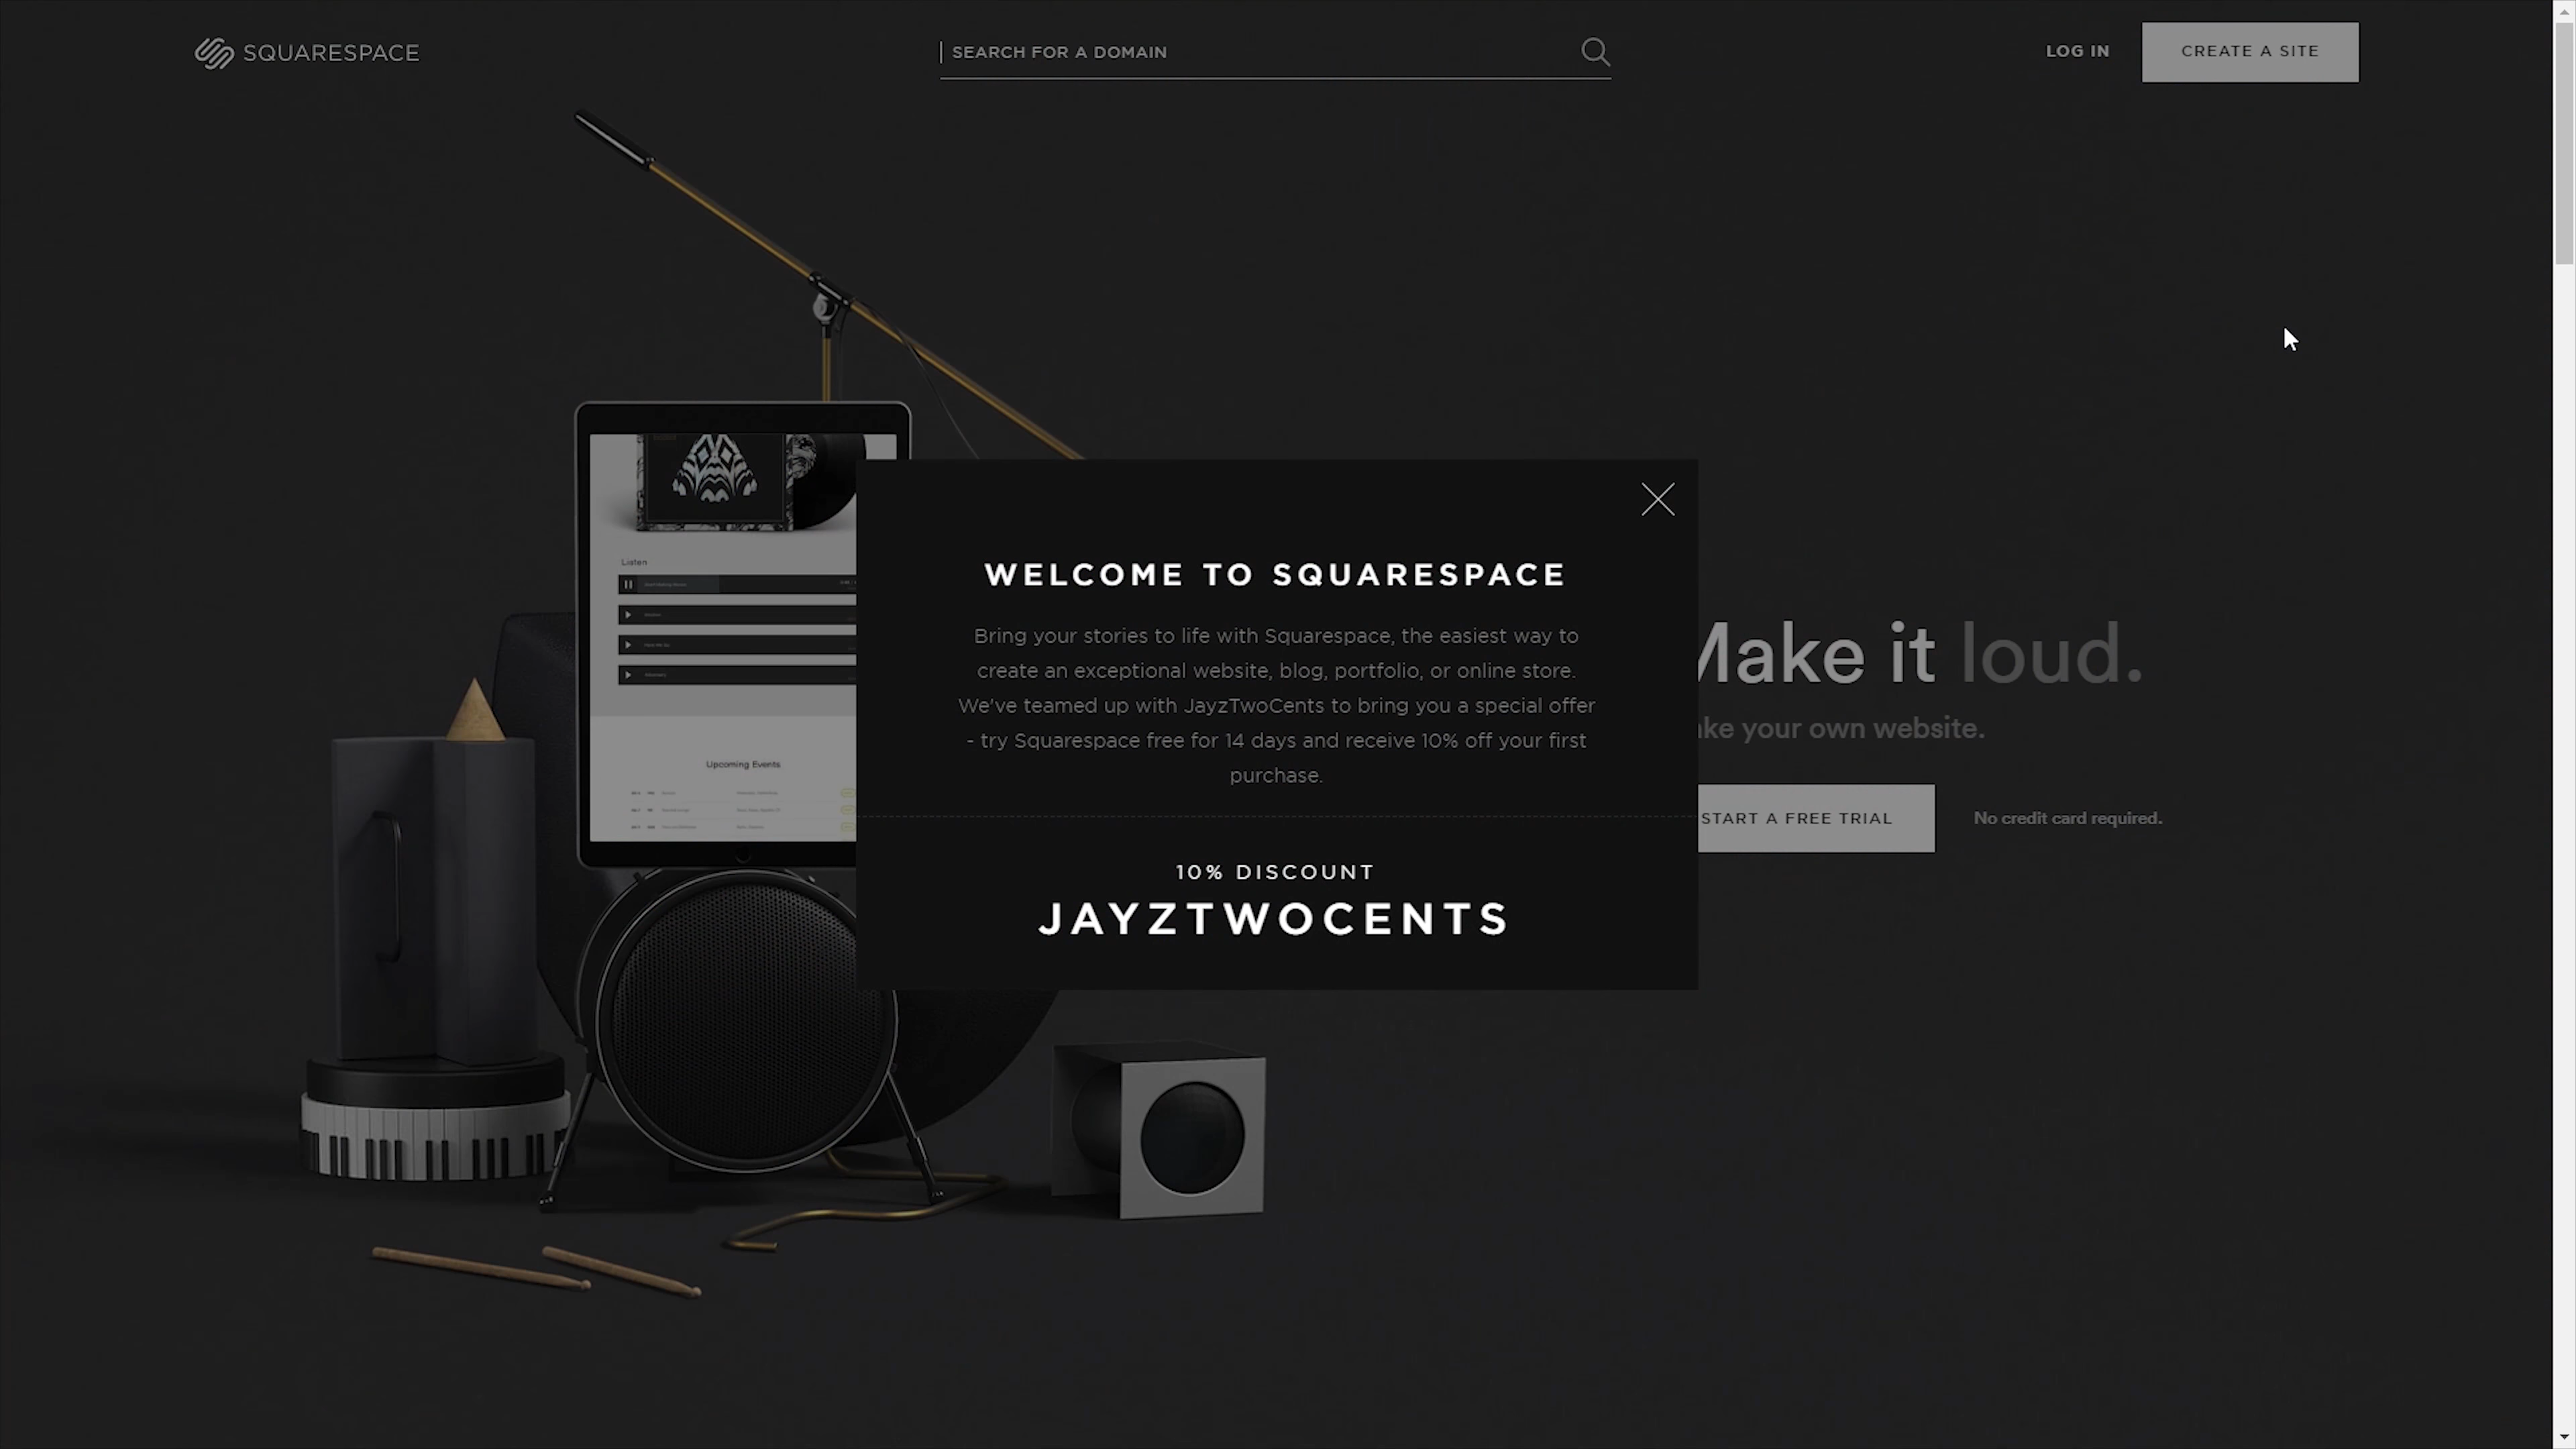 SQUARESPACE
SEARCH FOR A DOMAIN
LOG IN
CREATE A SITE
Listen
Upcoming Events
WELCOME TO SQUARESPACE
Bring your stories to life with Squarespace, the easiest way to
create an exceptional website, blog, portfolio, or online store.
We've teamed up with JayzTwoCents to bring you a special offer
- try Squarespace free for 14 days and receive 10% off your first
purchase.
10% DISCOUNT
JAYZTWOCENTS
Make it loud.
your own website.
START A FREE TRIAL
No credit card required.